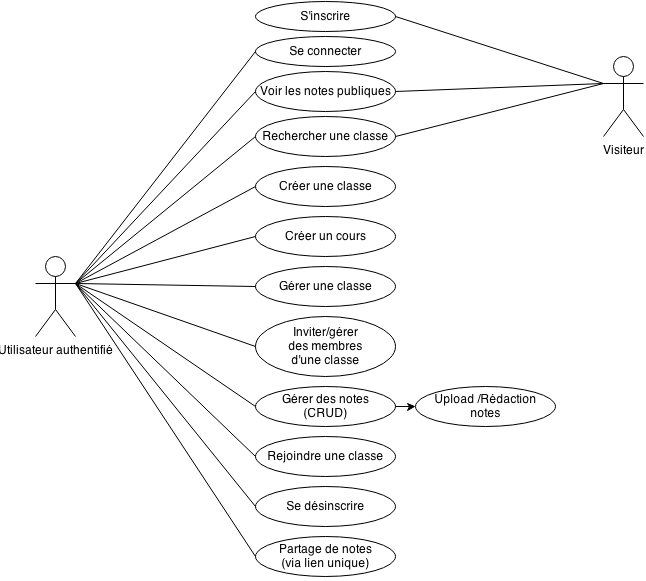 S'inscrire
Se connecter
Voir les notes publiques
Rechercher une classe
Visiteur
Créer une classe
Créer un cours
Gérer une classe
Inviter/gérer
des membres
d'une classe
Utilisateur authentifié
Gérer des notes
(CRUD)
Upload /Rédaction
notes
Rejoindre une classe
Se désinscrire
Partage de notes
(via lien unique)